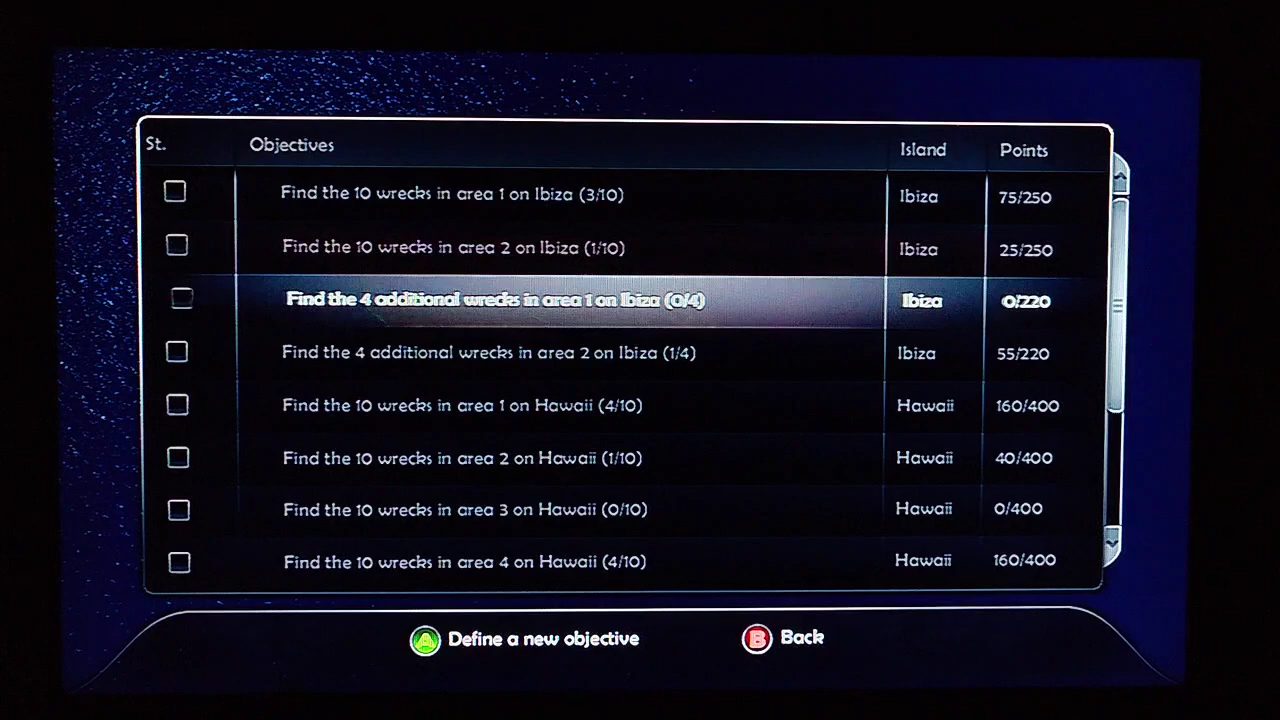 St. Objectives Island Points
Find the 10 wrecks in area 1 on Ibiza (3/10) Ibiza 75/250
Find the 10 wrecks in area 2 on Ibiza (1/10) Ibiza 25/250
Find the 4 additional wrecks in area 1 on Ibiza (0/4) Ibiza 0/220
Find the 4 additional wrecks in area 2 on Ibiza (1/4) Ibiza 55/220
Find the 10 wrecks in area 1 on Hawaii (4/10) Hawaii 160/400
Find the 10 wrecks in area 2 on Hawaii (1/10) Hawaii 40/400
Find the 10 wrecks in area 3 on Hawaii (0/10) Hawaii 0/400
Find the 10 wrecks in area 4 on Hawaii (4/10) Hawaii 160/400
A Define a new objective B Back